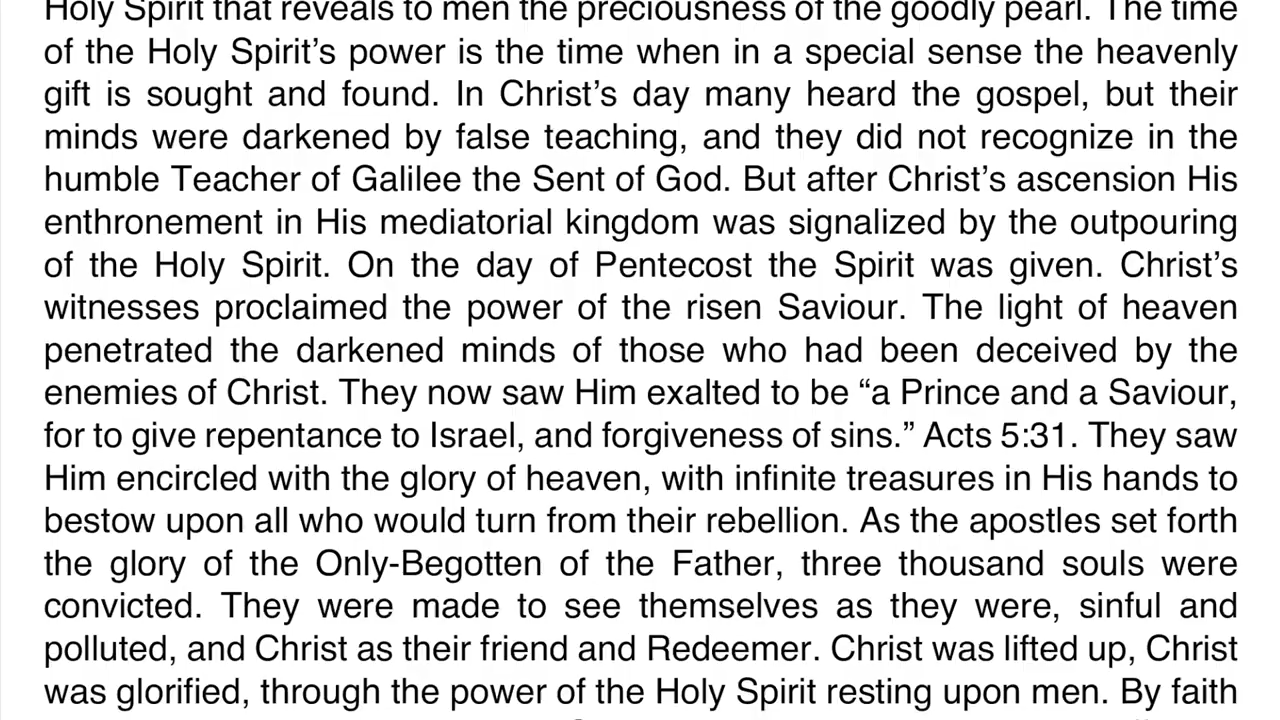 Holy Spirit that reveals to men the preciousness of the goodly pearl. The time
of the Holy Spirit’s power is the time when in a special sense the heavenly
gift is sought and found. In Christ’s day many heard the gospel, but their
minds were darkened by false teaching, and they did not recognize in the
humble Teacher of Galilee the Sent of God. But after Christ’s ascension His
enthronement in His mediatorial kingdom was signalized by the outpouring
of the Holy Spirit. On the day of Pentecost the Spirit was given. Christ’s
witnesses proclaimed the power of the risen Saviour. The light of heaven
penetrated the darkened minds of those who had been deceived by the
enemies of Christ. They now saw Him exalted to be “a Prince and a Saviour,
for to give repentance to Israel, and forgiveness of sins.” Acts 5:31. They saw
Him encircled with the glory of heaven, with infinite treasures in His hands to
bestow upon all who would turn from their rebellion. As the apostles set forth
the glory of the Only-Begotten of the Father, three thousand souls were
convicted. They were made to see themselves as they were, sinful and
polluted, and Christ as their friend and Redeemer. Christ was lifted up, Christ
was glorified, through the power of the Holy Spirit resting upon men. By faith